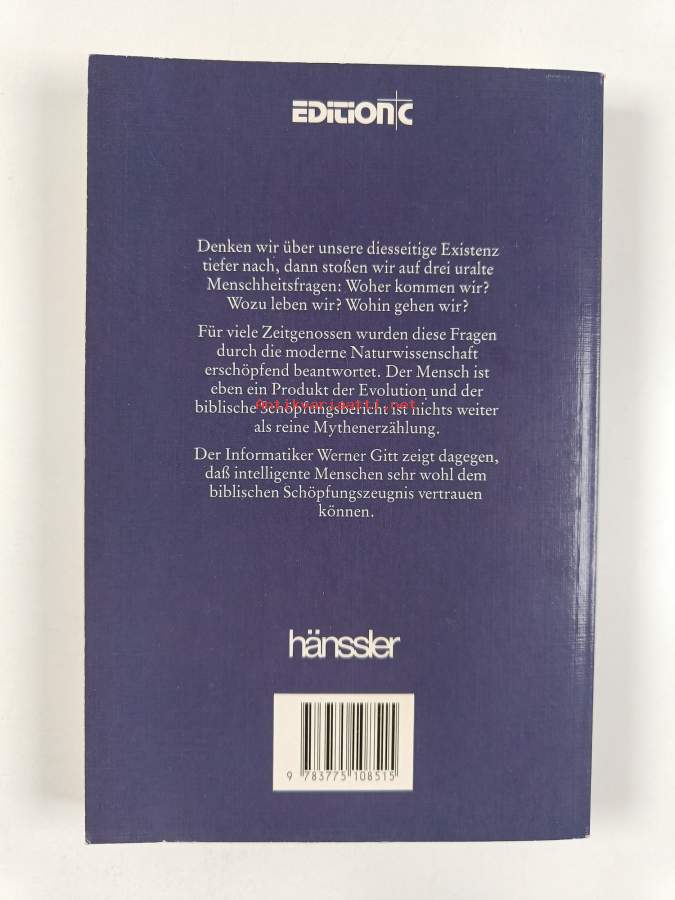 EDITION C
Denken wir über unsere diesseitige Existenz
tiefer nach, dann stoßen wir auf drei uralte
Menschheitsfragen: Woher kommen wir?
Wozu leben wir? Wohin gehen wir?
Für viele Zeitgenossen wurden diese Fragen
durch die moderne Naturwissenschaft
erschöpfend beantwortet. Der Mensch ist
eben ein Produkt der Evolution und der
biblische Schöpfungsbericht ist nichts weiter
antikvariaatti.net
als reine Mythenerzählung.
Der Informatiker Werner Gitt zeigt dagegen,
daß intelligente Menschen sehr wohl dem
biblischen Schöpfungszeugnis vertrauen
können.
hänssler
9 783775 108515